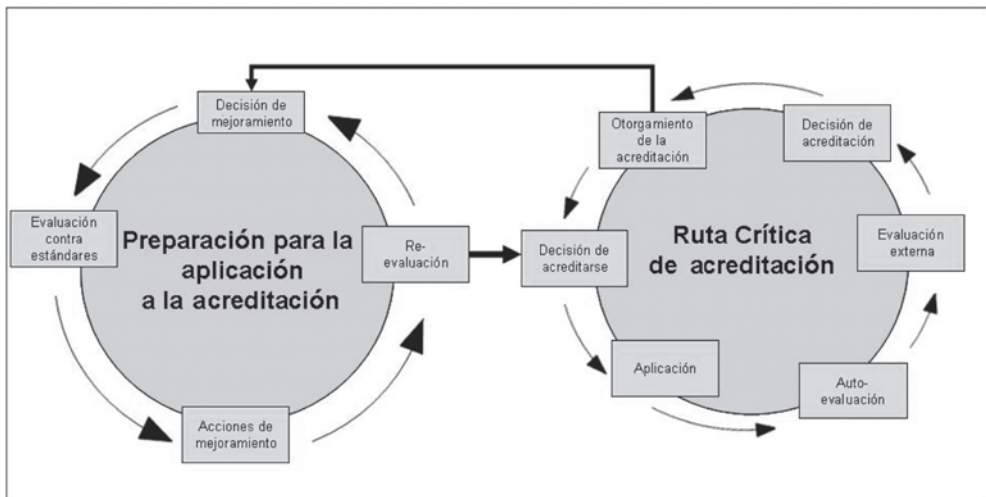 Decisión de
mejoramiento
Evaluación
contra
estándares
Preparación para la
aplicación
a la acreditación
Re-
evaluación
Acciones de
mejoramiento
Otorgamiento
de la
acreditación
Decisión de
acreditación
Decisión de
acreditarse
Ruta Crítica
de acreditación
Evaluación
externa
Aplicación
Auto-
evaluación